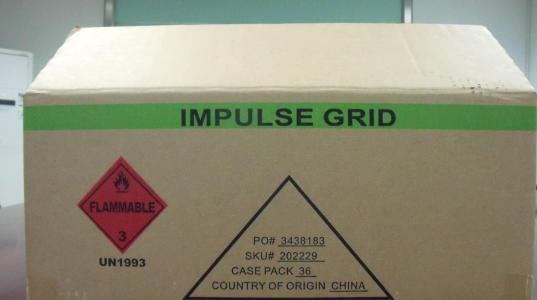 IMPULSE GRID
FLAMMABLE
3
UN1993
PO# 3438183
SKU# 202229
CASE PACK 36
COUNTRY OF ORIGIN CHINA